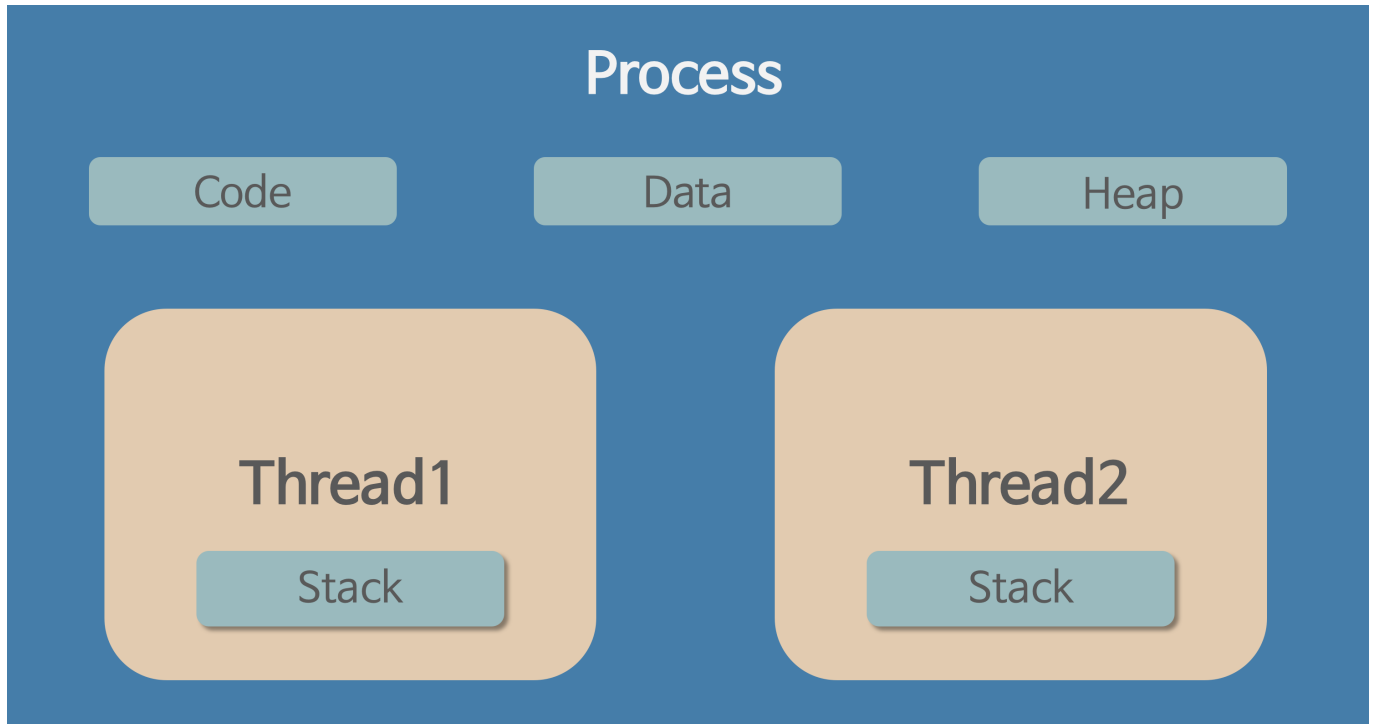 Process
Code
Data
Heap
Thread1
Thread2
Stack
Stack